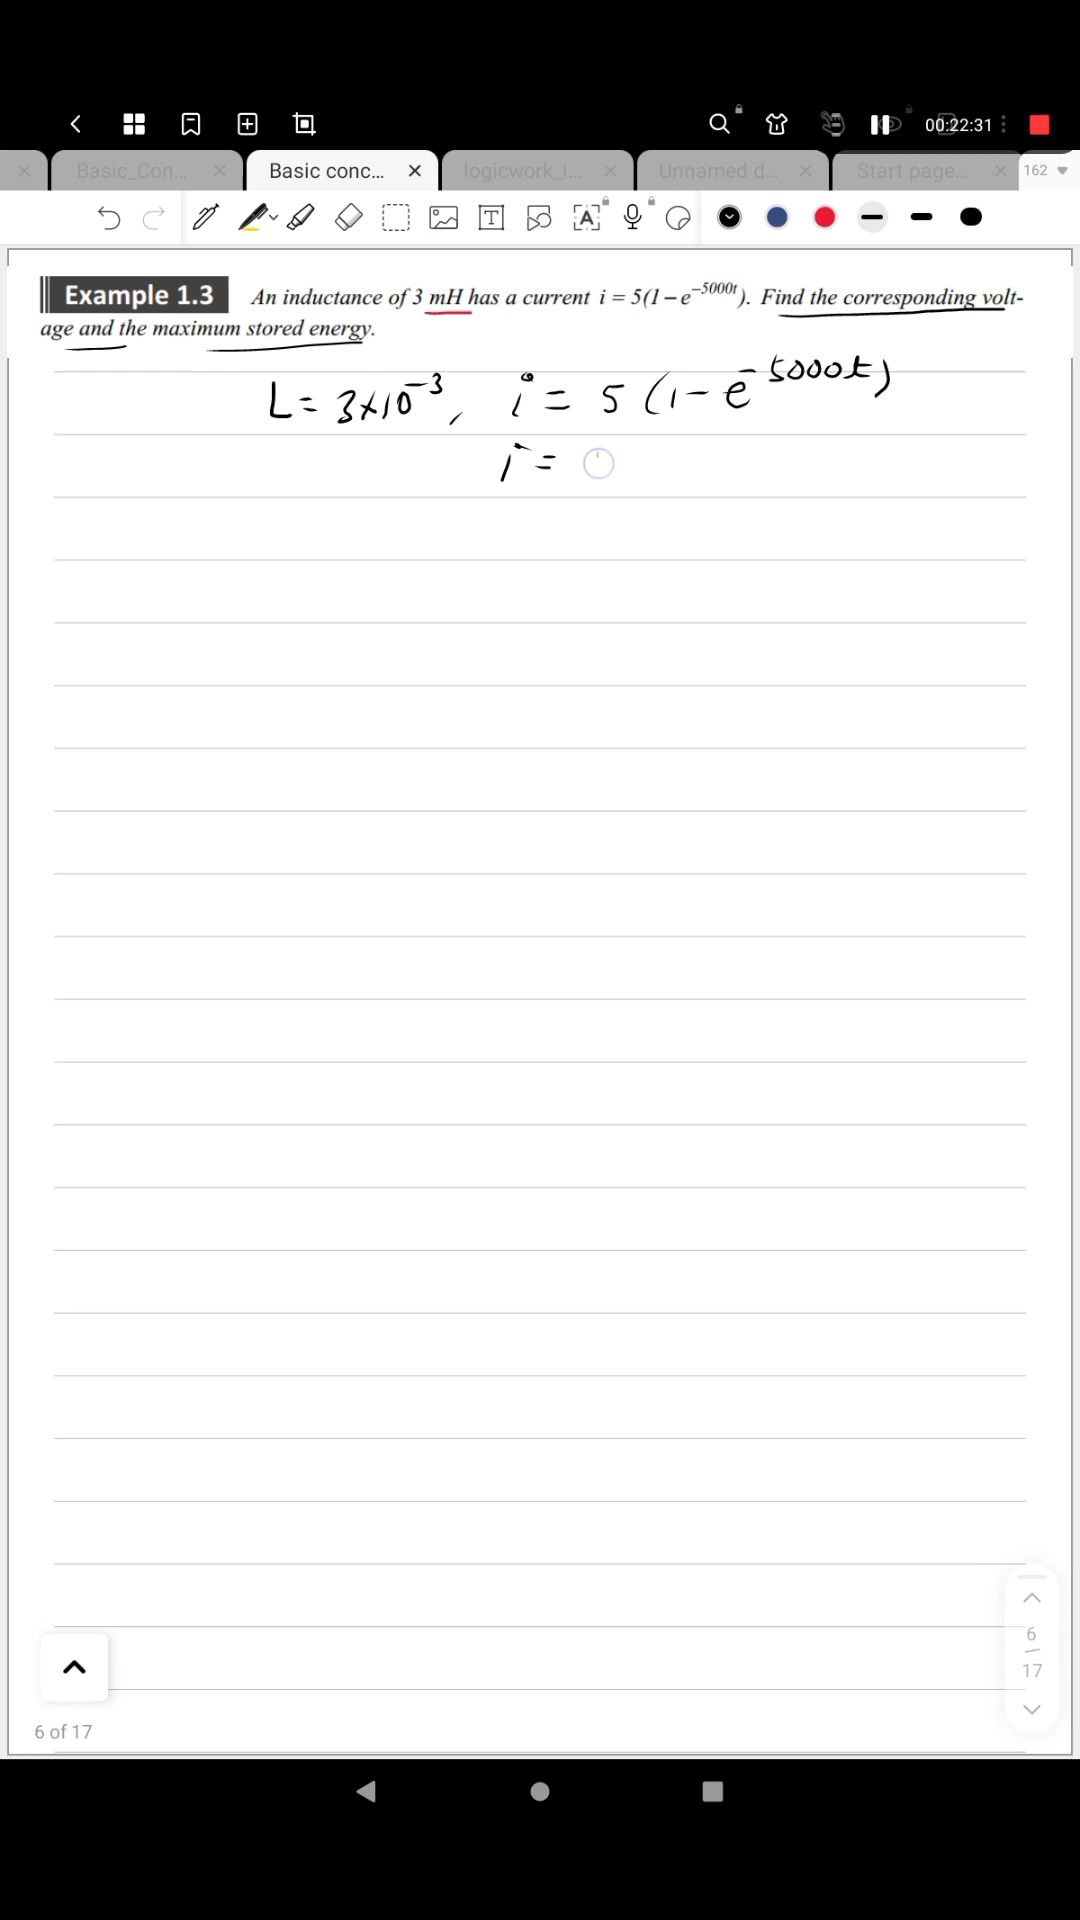 00:22:31
Basic_Con... Basic conc... logicwork_i... Unnamed d... Start page... 162
Example 1.3 An inductance of 3 mH has a current i = 5(1 – e^–5000t). Find the corresponding volt-
age and the maximum stored energy.
L = 3×10^-3, i = 5 (1 - e^-5000t)
i =
6
17
6 of 17